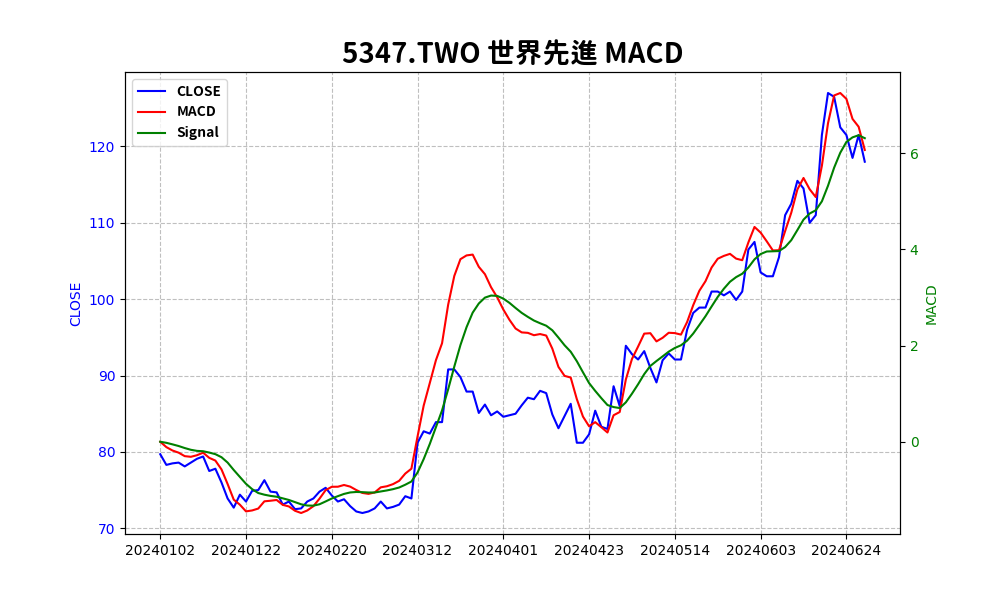 5347.TWO 世界先進 MACD
CLOSE
MACD
Signal
120
110
100
90
80
70
CLOSE
6
4
2
0
MACD
20240102 20240122 20240220 20240312 20240401 20240423 20240514 20240603 20240624